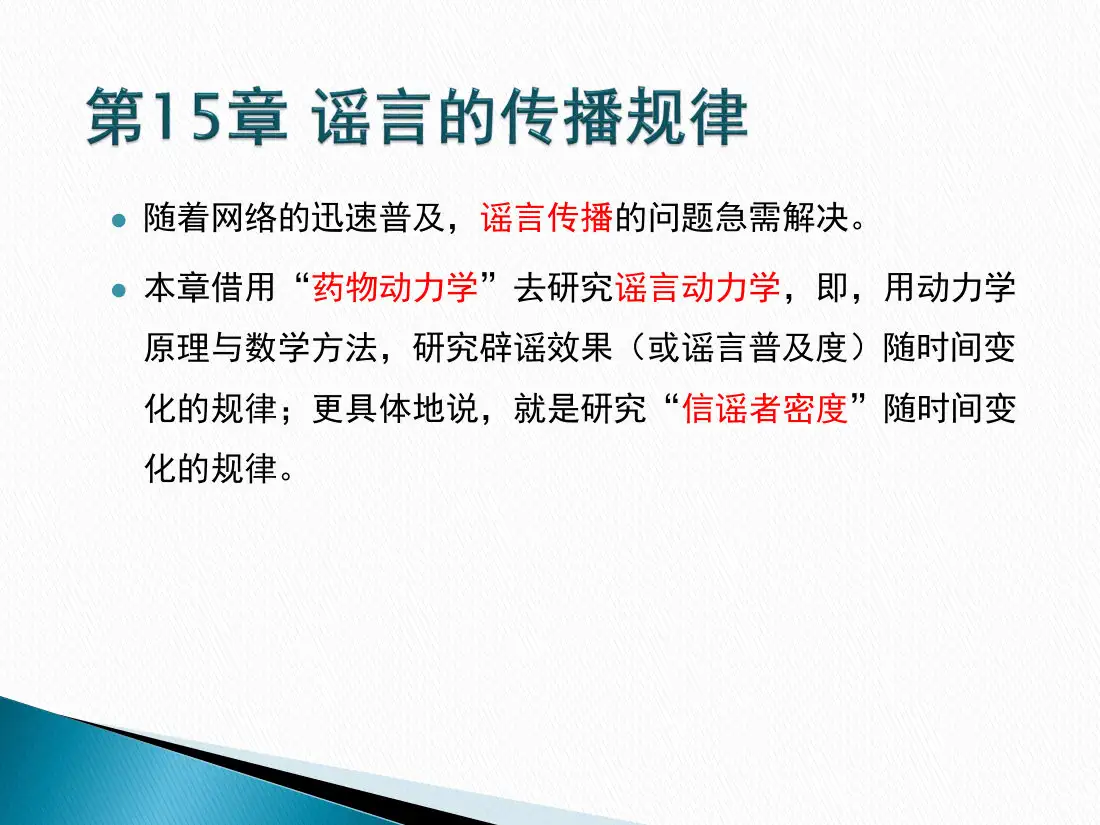 第15章 谣言的传播规律
随着网络的迅速普及，谣言传播的问题急需解决。
本章借用“药物动力学”去研究谣言动力学，即，用动力学
原理与数学方法，研究辟谣效果（或谣言普及度）随时间变
化的规律；更具体地说，就是研究“信谣者密度”随时间变
化的规律。